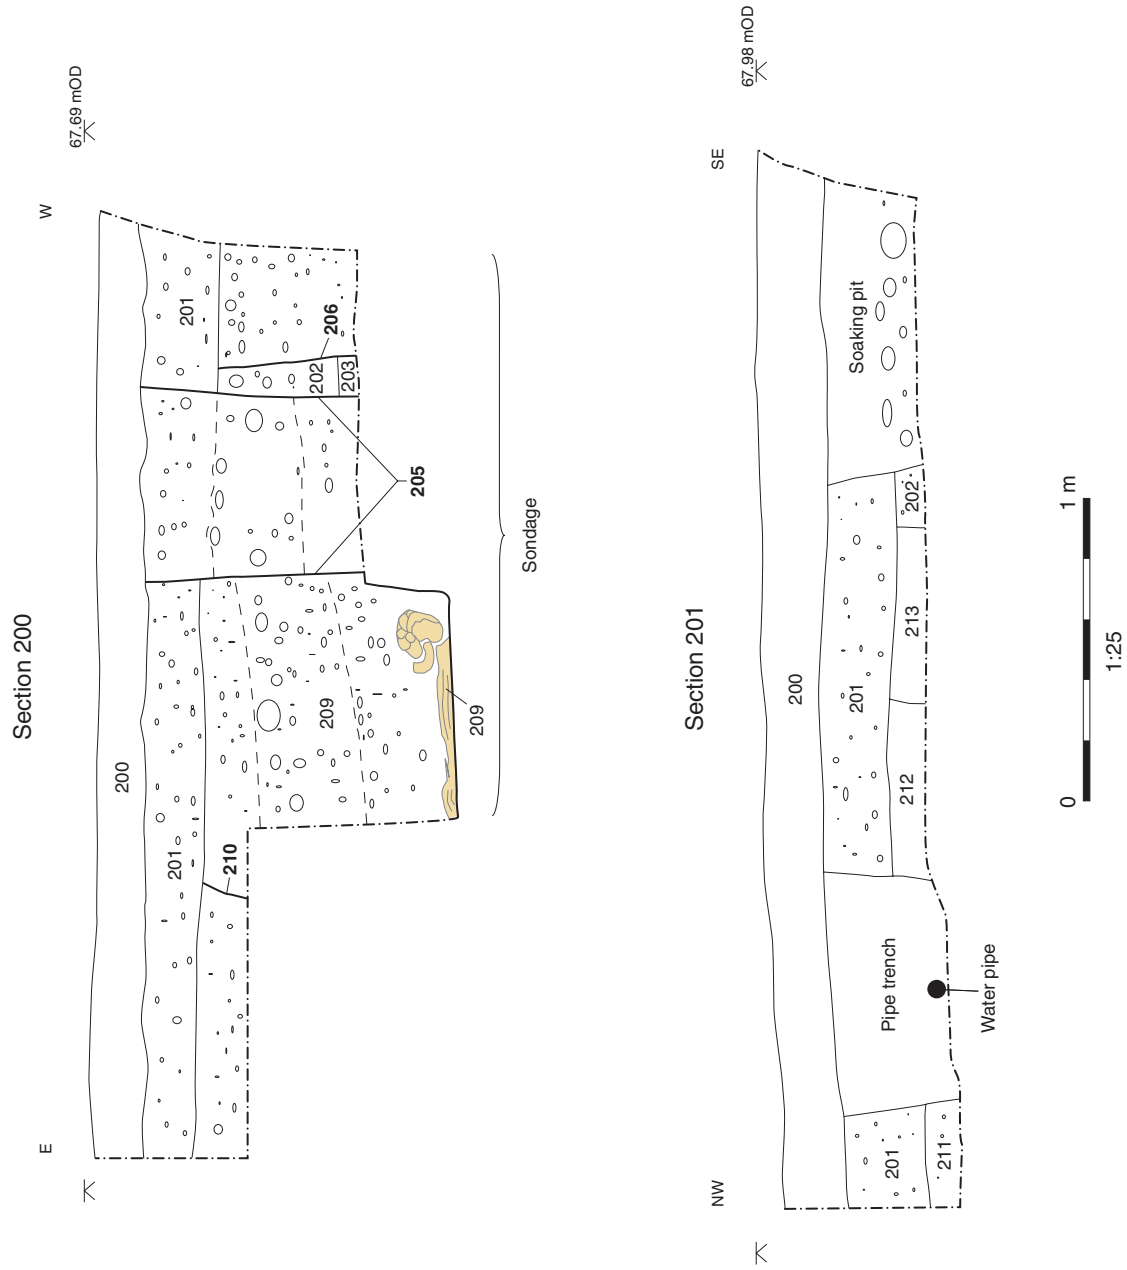 Section 200
E
W
67.69 mOD
200
201
201
210
209
209
205
202
203
206
Sondage
Section 201
NW
SE
67.98 mOD
200
201
211
Pipe trench
Water pipe
212
201
213
202
Soaking pit
0
1 m
1:25